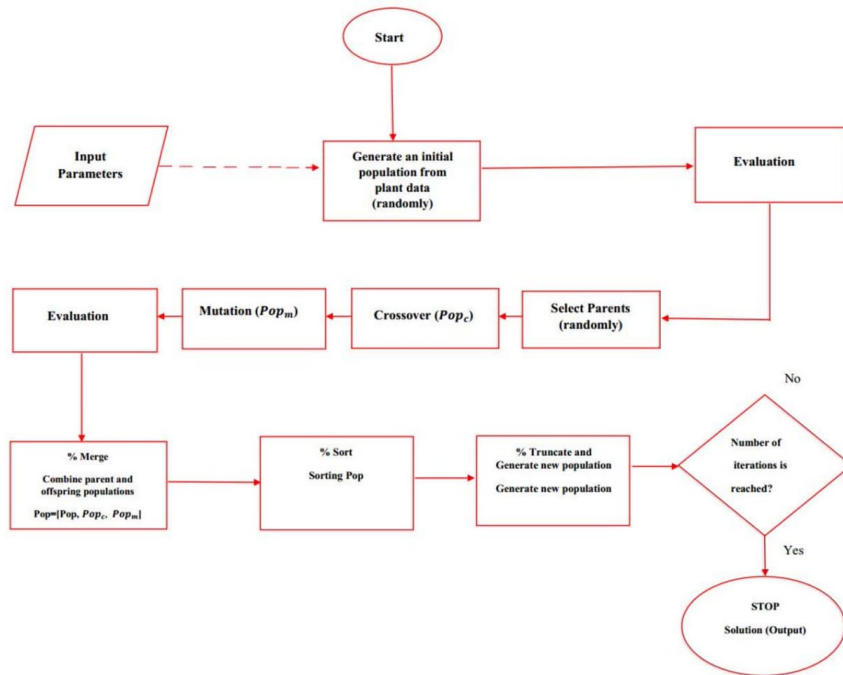 Start
Input
Parameters
Generate an initial
population from
plant data
(randomly)
Evaluation
Evaluation
Mutation (Pop_m)
Crossover (Pop_c)
Select Parents
(randomly)
No
% Merge
Combine parent and
offspring populations
Pop=[Pop, Pop_c, Pop_m]
% Sort
Sorting Pop
% Truncate and
Generate new population
Generate new population
Number of
iterations is
reached?
Yes
STOP
Solution (Output)